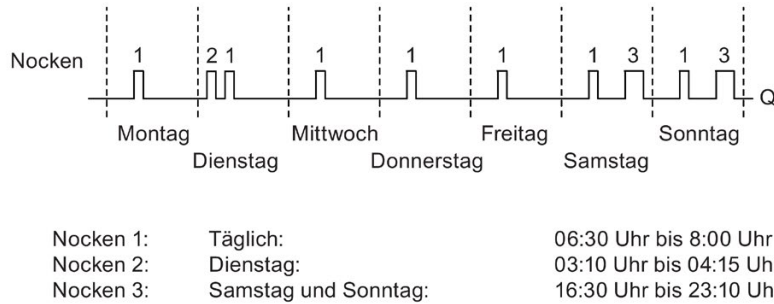 1 2 1 1 1 1 1 3 1 3
Nocken
Q
Montag Mittwoch Freitag Sonntag
Dienstag Donnerstag Samstag
Nocken 1: Täglich: 06:30 Uhr bis 8:00 Uhr
Nocken 2: Dienstag: 03:10 Uhr bis 04:15 Uh
Nocken 3: Samstag und Sonntag: 16:30 Uhr bis 23:10 Uh